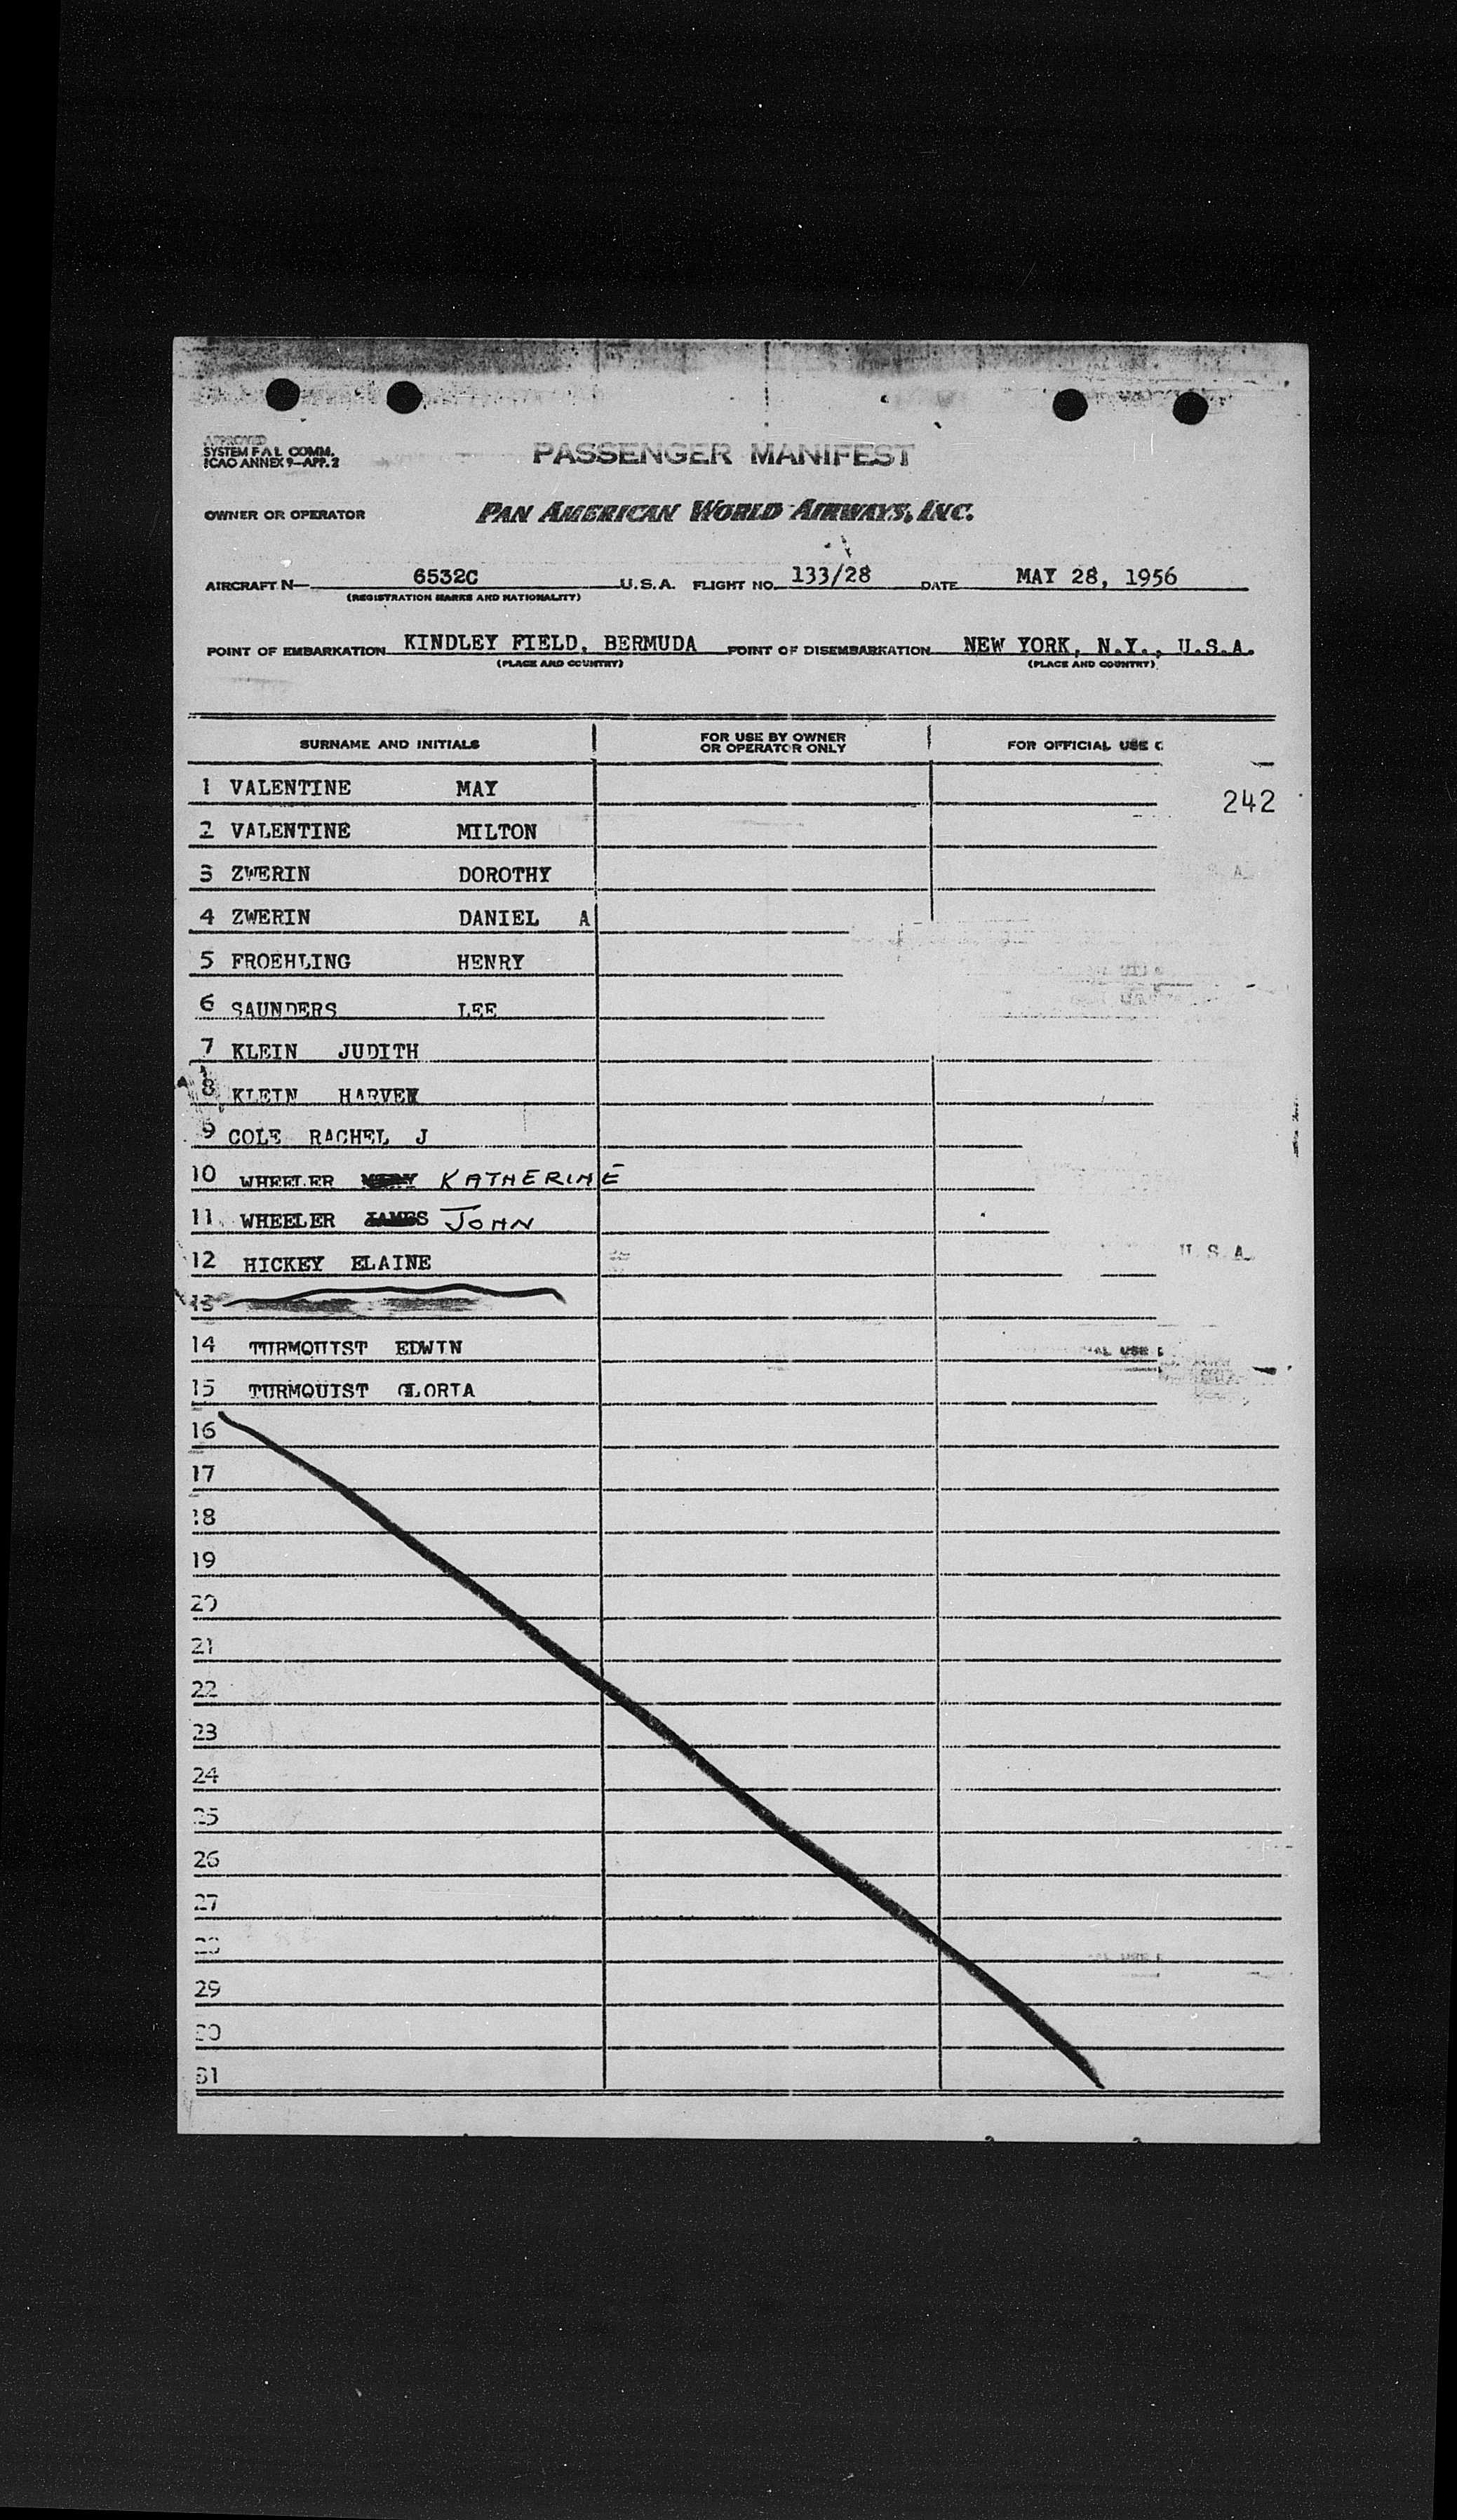 APPROVED
SYSTEM F A L COMM.
ICAO ANNEX 9—APP. 2
PASSENGER MANIFEST
OWNER OR OPERATOR PAN AMERICAN WORLD AIRWAYS, INC.
AIRCRAFT N— 6532C U.S.A. FLIGHT NO. 133/28 DATE MAY 28, 1956
(REGISTRATION MARKS AND NATIONALITY)
POINT OF EMBARKATION KINDLEY FIELD, BERMUDA POINT OF DISEMBARKATION NEW YORK, N.Y., U.S.A.
(PLACE AND COUNTRY) (PLACE AND COUNTRY)
SURNAME AND INITIALS FOR USE BY OWNER OR OPERATOR ONLY FOR OFFICIAL USE
1 VALENTINE MAY
242
2 VALENTINE MILTON
3 ZWERIN DOROTHY
4 ZWERIN DANIEL A
5 FROEHLING HENRY
6 SAUNDERS LEE
7 KLEIN JUDITH
8 KLEIN
9 COLE RACHEL J
10 WHEELER KATHERINE
11 WHEELER JAMES JOHN
12 HICKEY ELAINE
U.S.A.
13
14 TURMQUIST EDWIN
15 TURMQUIST GLORIA
16
17
18
19
20
21
22
23
24
25
26
27
28
29
30
31